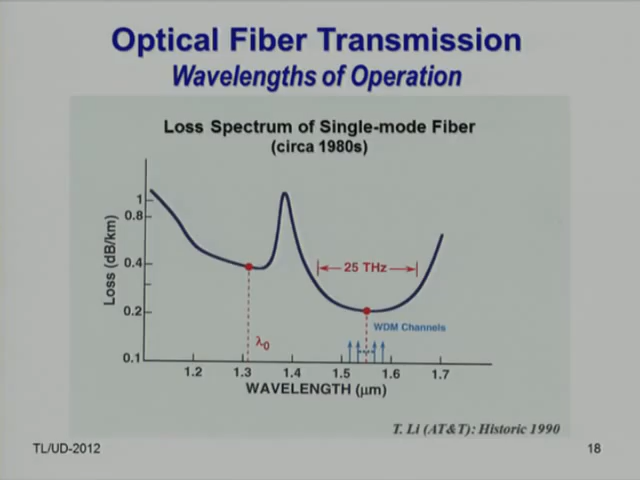 Optical Fiber Transmission
Wavelengths of Operation
Loss Spectrum of Single-mode Fiber
(circa 1980s)
Loss (dB/km)
1
0.8
0.4
0.2
0.1
25 THz
WDM Channels
λ0
1.2 1.3 1.4 1.5 1.6 1.7
WAVELENGTH (μm)
T. Li (AT&T): Historic 1990
TL/UD-2012
18